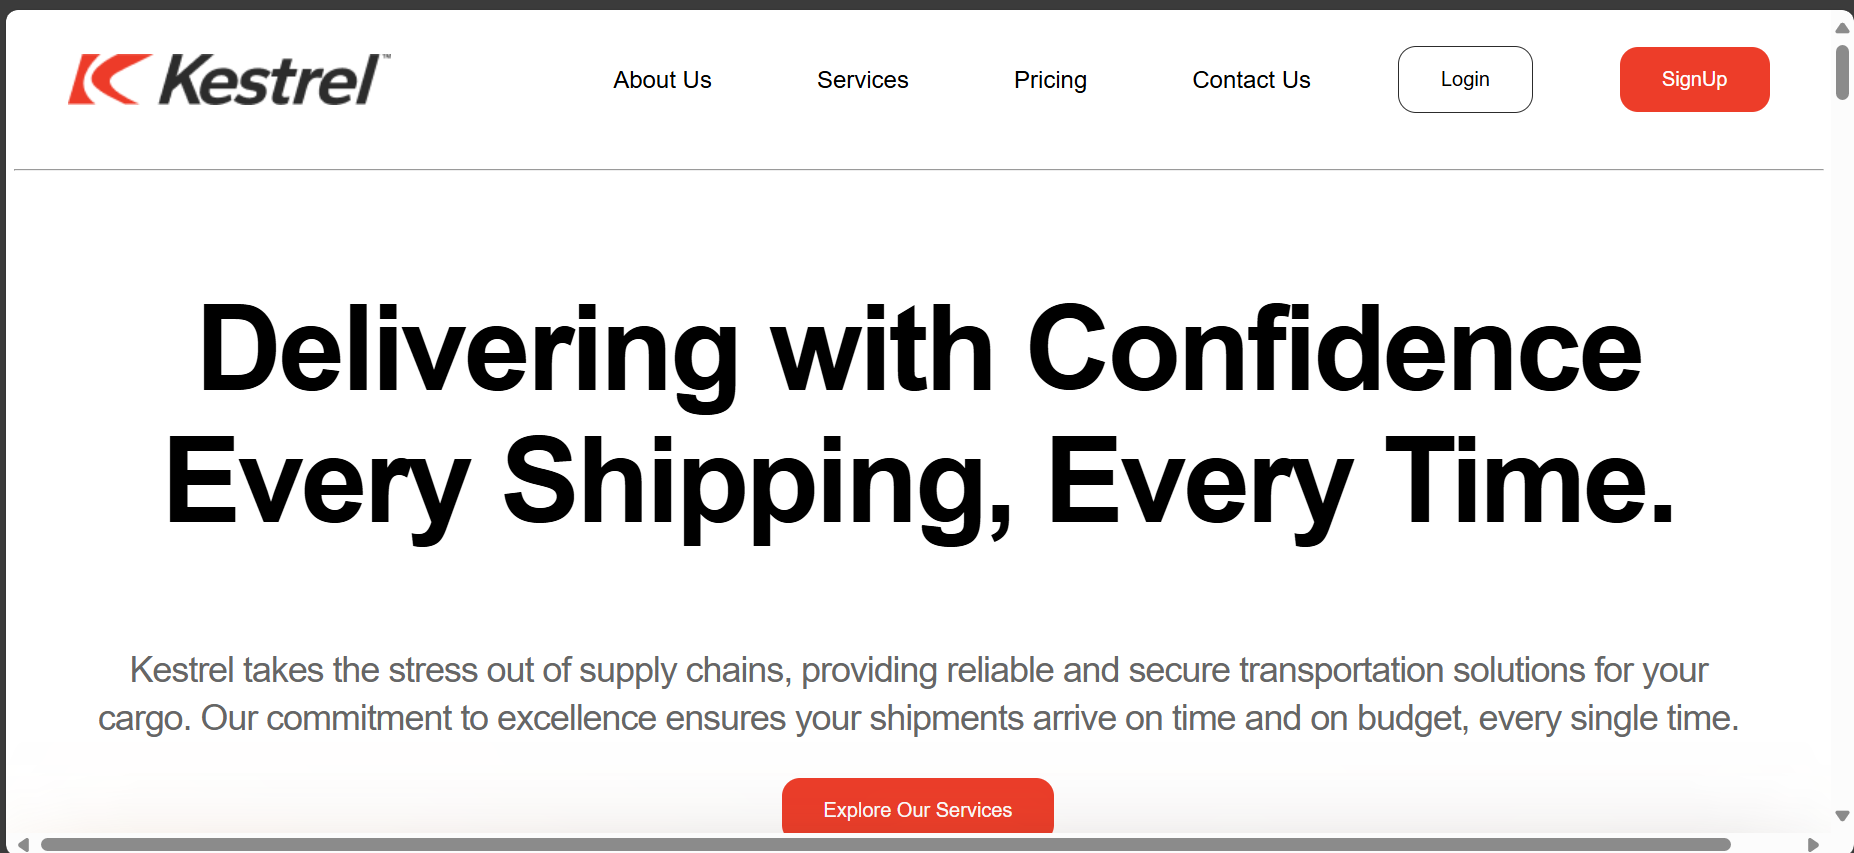 Kestrel™
About Us
Services
Pricing
Contact Us
Login
SignUp
Delivering with Confidence
Every Shipping, Every Time.
Kestrel takes the stress out of supply chains, providing reliable and secure transportation solutions for your
cargo. Our commitment to excellence ensures your shipments arrive on time and on budget, every single time.
Explore Our Services